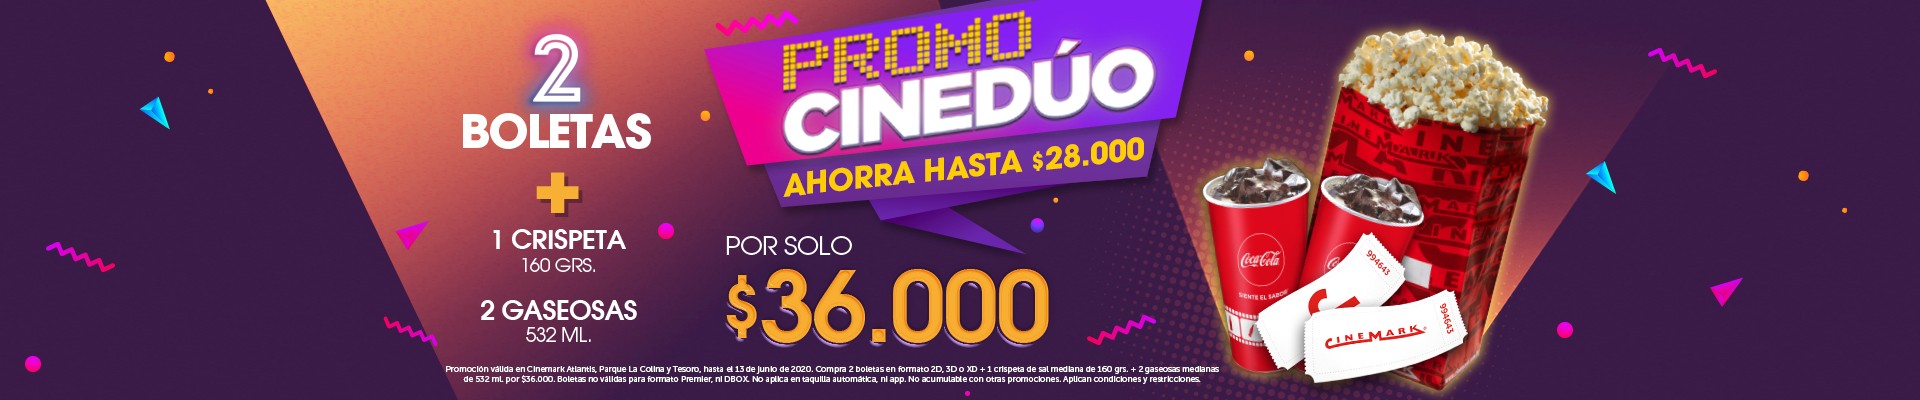 2
BOLETAS
+
1 CRISPETA
160 GRS.
2 GASEOSAS
532 ML.
PROMO
CINEDÚO
AHORRA HASTA $28.000
POR SOLO
$36.000
Promoción válida en Cinemark Atlantis, Parque La Colina y Tesoro, hasta el 13 de junio de 2020. Compra 2 boletas en formato 2D, 3D o XD + 1 crispeta de sal mediana de 160 grs. + 2 gaseosas medianas
de 532 ml. por $36.000. Boletas no válidas para formato Premier, ni DBOX. No aplica en taquilla automática, ni app. No acumulable con otras promociones. Aplican condiciones y restricciones.
Coca-Cola
SIENTE EL SABOR
994643
CINEMARK
994643
CINEMARK